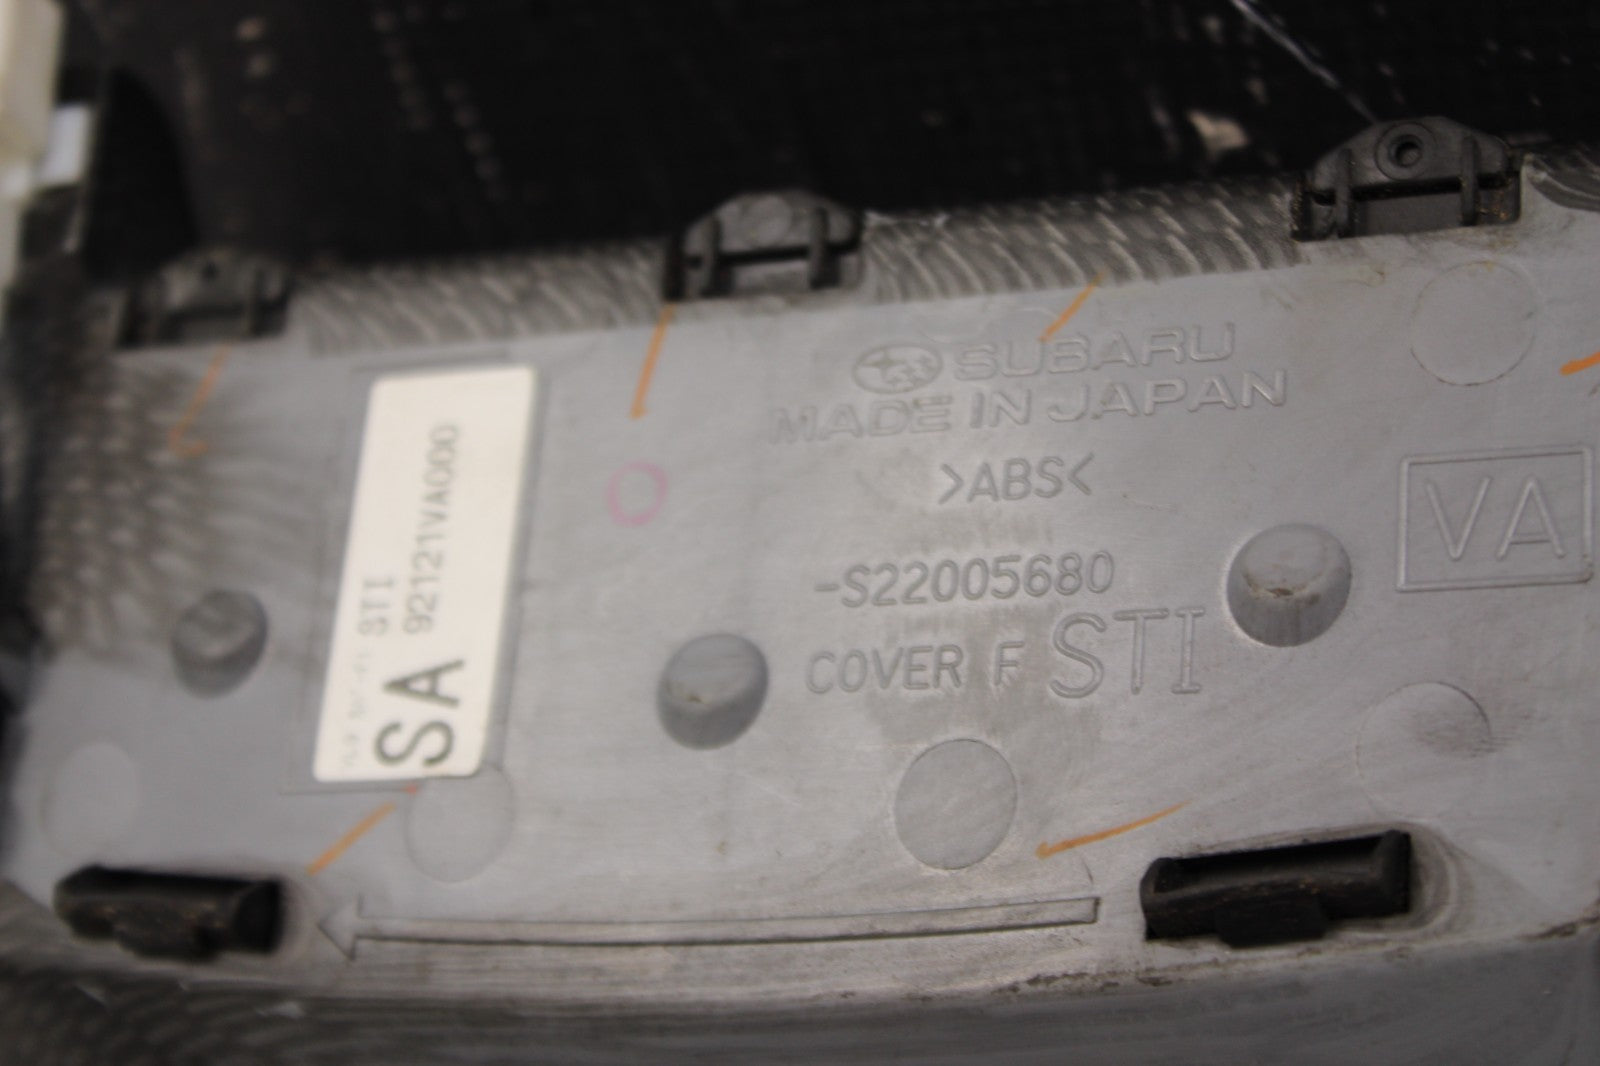 SUBARU
MADE IN JAPAN
>ABS<
-S22005680
COVER F STI
VA
STI
92121VA000
SA